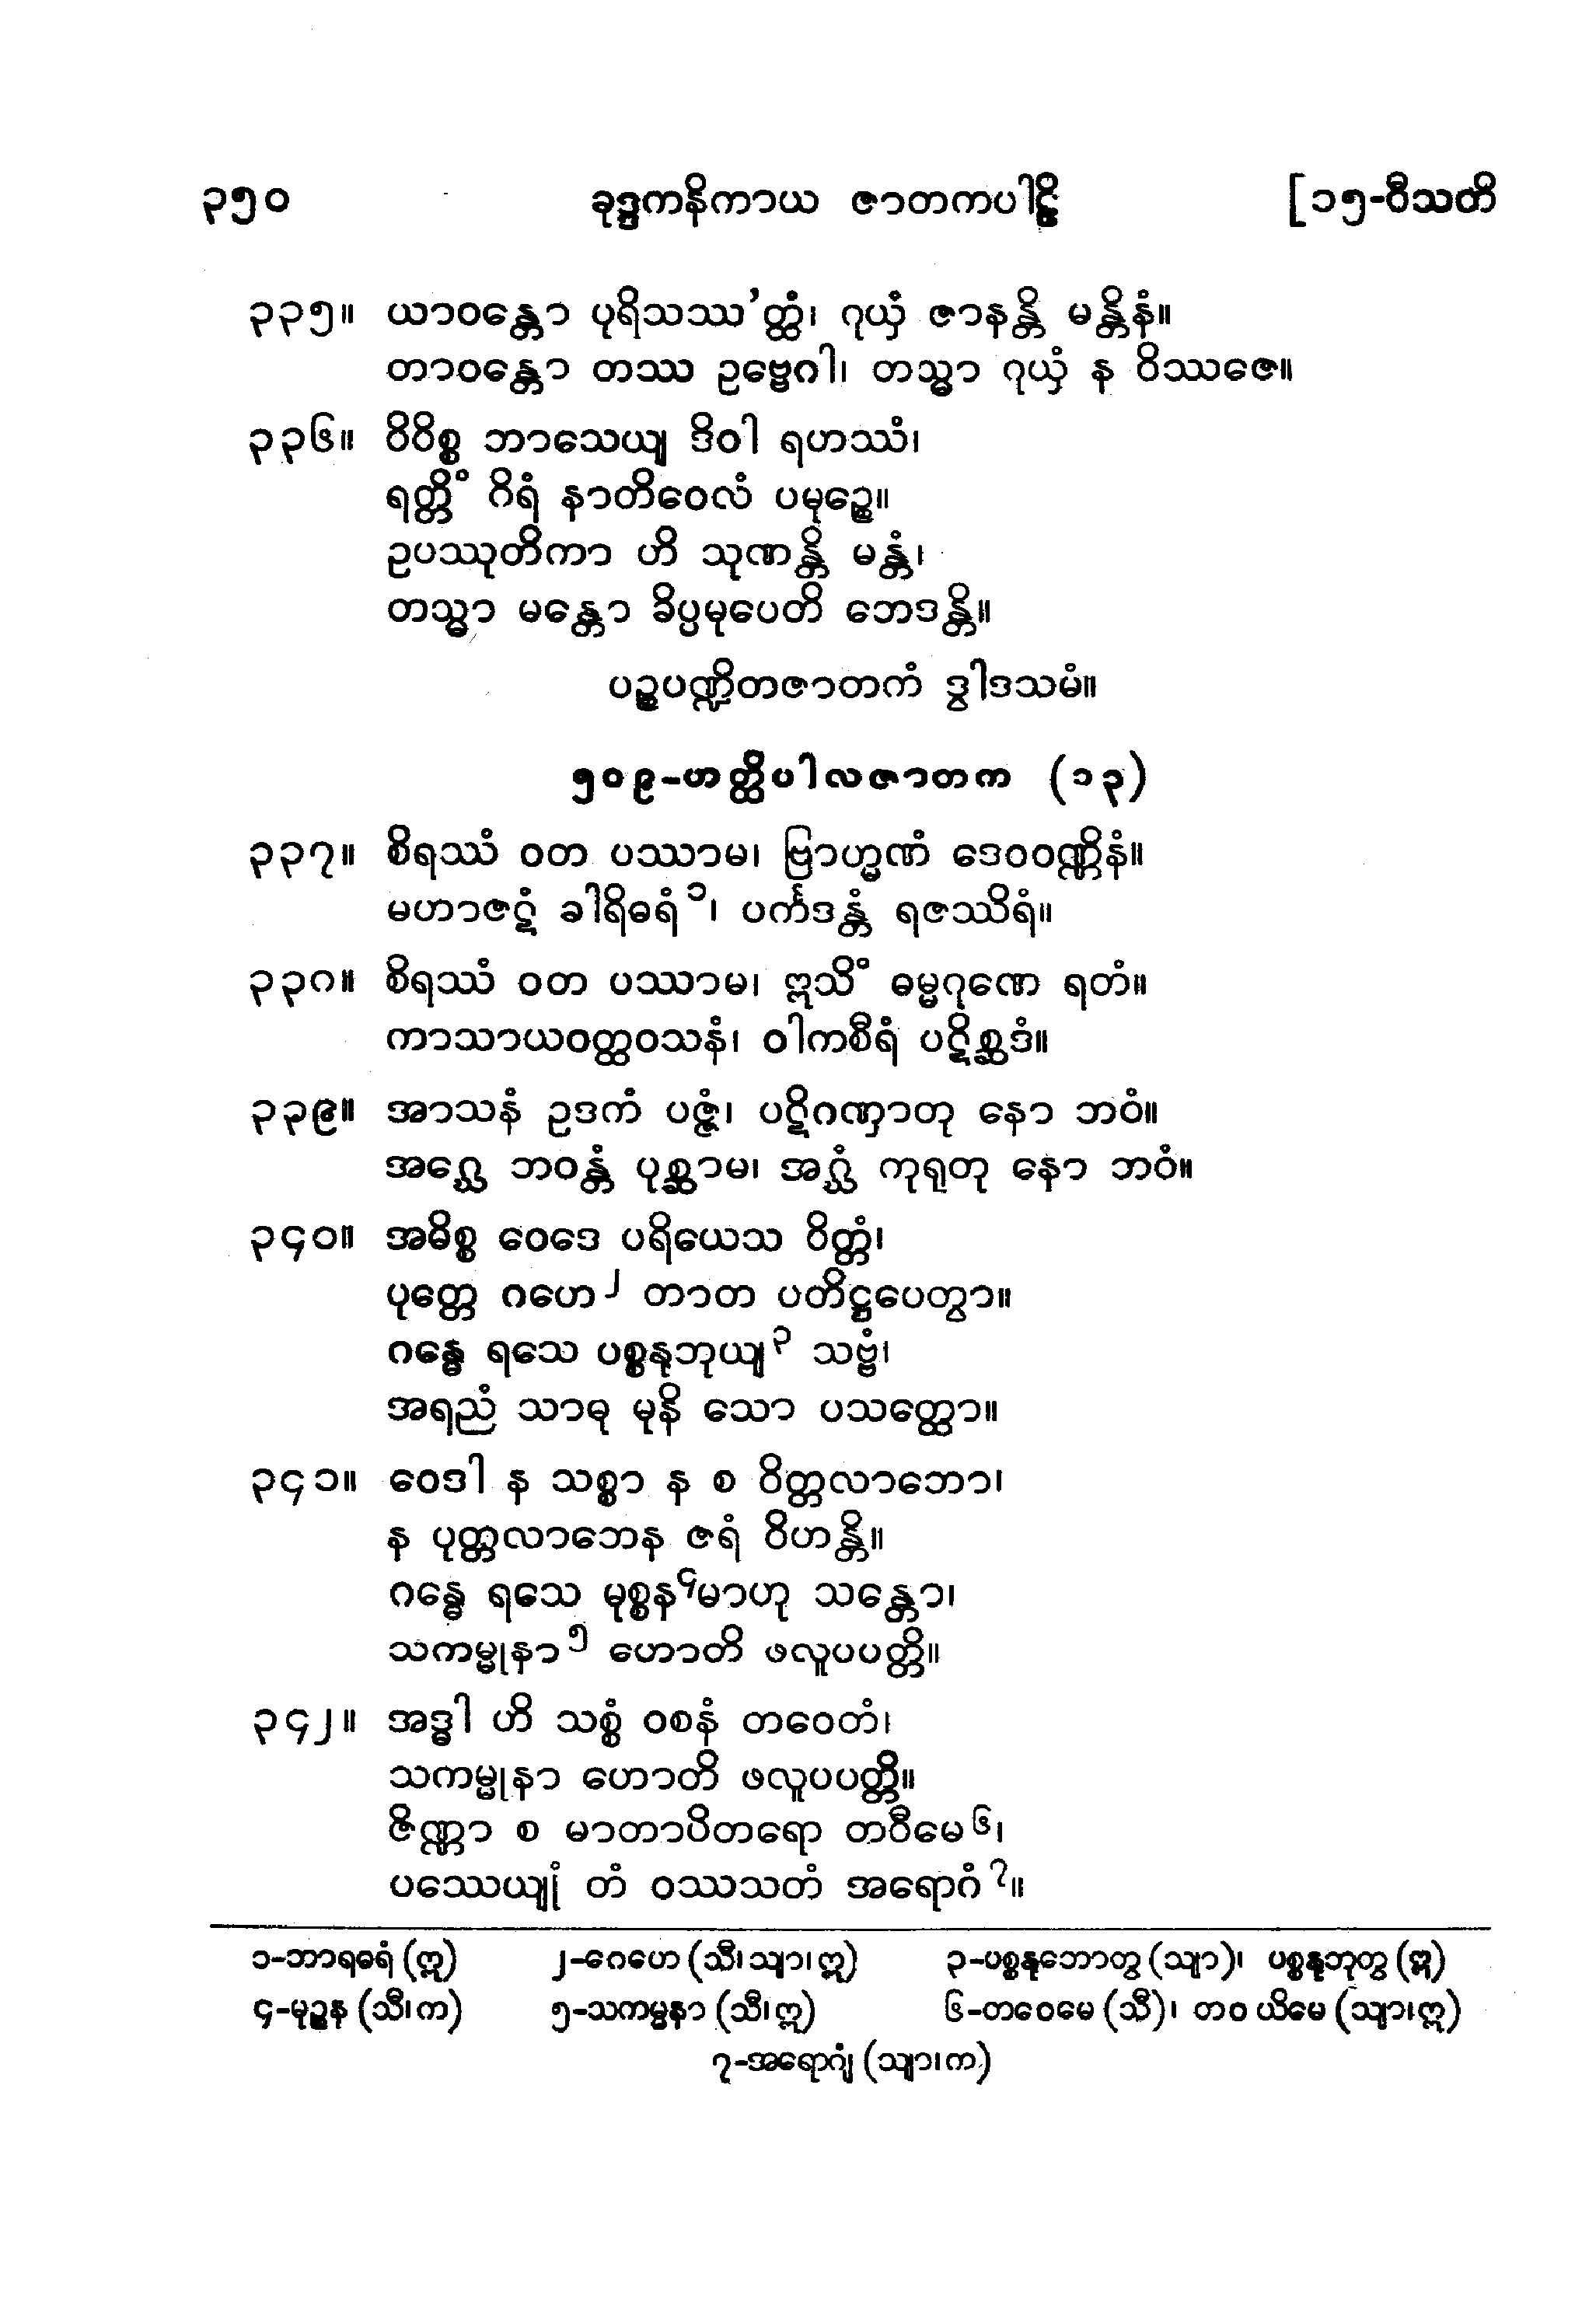 ၃၅၀ ခုဒ္ဒကနိကာယ ဇာတကပါဠိ [၁၅-ဝီသတိ
၃၃၅။ ယာဝန္တော ပုရိသဿ’တ္ထံ၊ ဂုယှံ ဇာနန္တိ မန္တိနံ။
တာဝန္တော တဿ ဥဗ္ဗေဂါ၊ တသ္မာ ဂုယှံ န ဝိဿဇေ။
၃၃၆။ ဝိဝိစ္စ ဘာသေယျ ဒိဝါ ရဟဿံ၊
ရတ္တိံ ဂိရံ နာတိဝေလံ ပမုဉ္စေ။
ဥပဿုတိကာ ဟိ သုဏန္တိ မန္တံ၊
တသ္မာ မန္တော ခိပ္ပမုပေတိ ဘေဒန္တိ။
ပဉ္စပဏ္ဍိတဇာတကံ ဒွါဒသမံ။
၅၀၉-ဟတ္ထိပါလဇာတက (၁၃)
၃၃၇။ စိရဿံ ဝတ ပဿာမ၊ ဗြာဟ္မဏံ ဒေဝဝဏ္ဏိနံ။
မဟာဇဋံ ခါရိဓရံ၁၊ ပင်္ကဒန္တံ ရဇဿိရံ။
၃၃၈။ စိရဿံ ဝတ ပဿာမ၊ ဣသိံ ဓမ္မဂုဏေ ရတံ။
ကာသာယဝတ္ထဝသနံ၊ ဝါကစီရံ ပဋိစ္ဆဒံ။
၃၃၉။ အာသနံ ဥဒကံ ပဇ္ဇံ၊ ပဋိဂဏှာတု နော ဘဝံ။
အဂ္ဃေ ဘဝန္တံ ပုစ္ဆာမ၊ အဂ္ဃံ ကုရုတု နော ဘဝံ။
၃၄၀။ အဓိစ္စ ဝေဒေ ပရိယေသ ဝိတ္တံ၊
ပုတ္တေ ဂဟေ၂ တာတ ပတိဋ္ဌပေတွာ။
ဂန္ဓေ ရသေ ပစ္စနုဘုယျ၃ သဗ္ဗံ၊
အရညံ သာဓု မုနိ သော ပသတ္ထော။
၃၄၁။ ဝေဒါ န သစ္စာ န စ ဝိတ္တလာဘော၊
န ပုတ္တလာဘေန ဇရံ ဝိဟန္တိ။
ဂန္ဓေ ရသေ မုစ္စန၄မာဟု သန္တော၊
သကမ္မုနာ၅ ဟောတိ ဖလူပပတ္တိ။
၃၄၂။ အဒ္ဓါ ဟိ သစ္စံ ဝစနံ တဝေတံ၊
သကမ္မုနာ ဟောတိ ဖလူပပတ္တိ။
ဇိဏ္ဏာ စ မာတာပိတရော တဝီမေ၆၊
ပဿေယျုံ တံ ဝဿသတံ အရောဂံ၇။
၁-ဘာရဓရံ (ဣ) ၂-ဂေဟေ (သီ၊ သျာ၊ ဣ) ၃-ပစ္စနုဘောတွ (သျာ)၊ ပစ္စနုဘုတွ (ဣ)
၄-မုဉ္စန (သီ၊ က) ၅-သကမ္မနာ (သီ၊ ဣ) ၆-တဝေမေ (သီ)၊ တဝ ယိမေ (သျာ၊ ဣ)
၇-အရောဂျံ (သျာ၊ က)